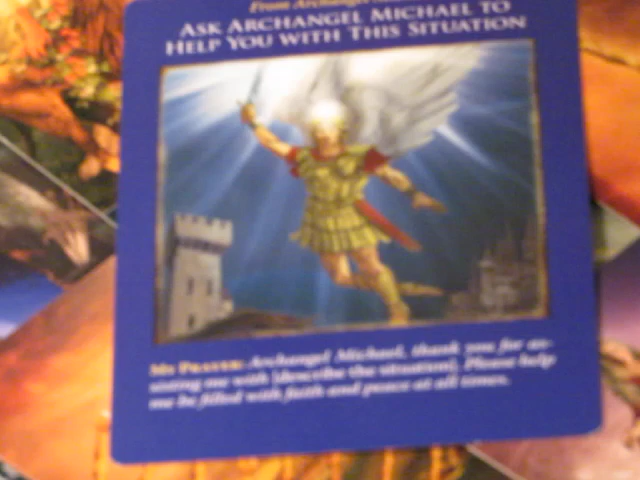 From Archangel
ASK ARCHANGEL MICHAEL TO
HELP YOU WITH THIS SITUATION
MY PRAYER: Archangel Michael, thank you for as-
sisting me with [describe the situation]. Please help
me be filled with faith and peace at all times.